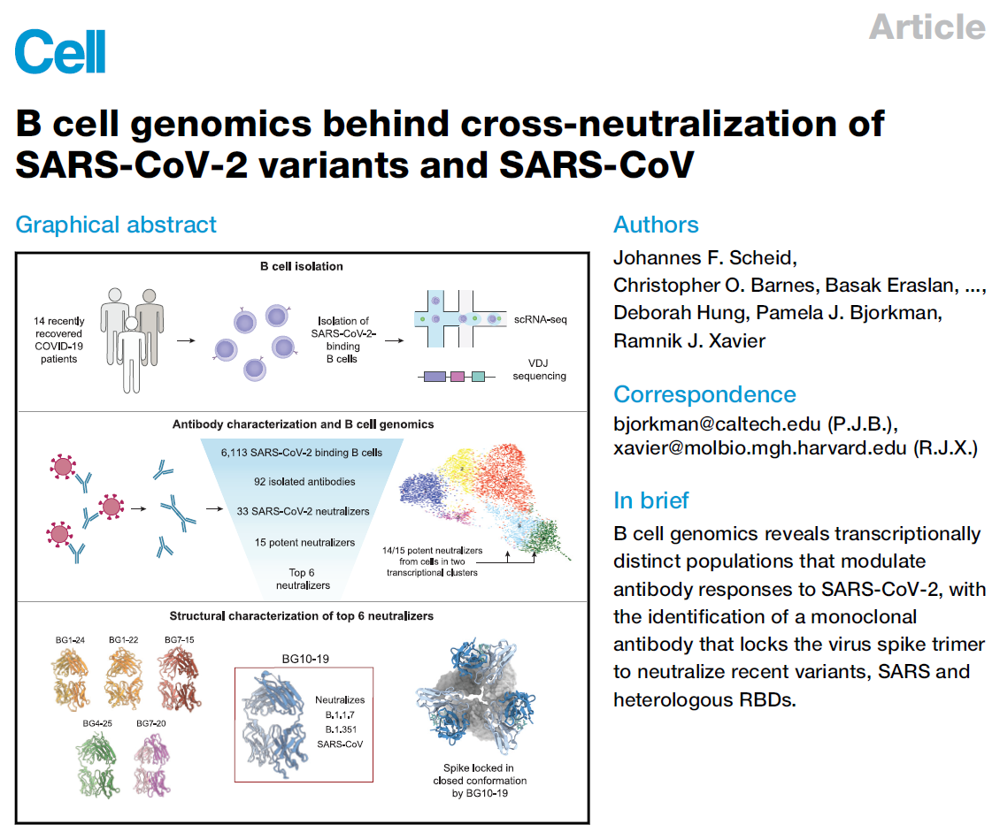 Article
Cell
B cell genomics behind cross-neutralization of
SARS-CoV-2 variants and SARS-CoV
Graphical abstract
B cell isolation
14 recently
recovered
COVID-19
patients
Isolation of
SARS-CoV-2-
binding
B cells
scRNA-seq
VDJ
sequencing
Antibody characterization and B cell genomics
6,113 SARS-CoV-2 binding B cells
92 isolated antibodies
33 SARS-CoV-2 neutralizers
15 potent neutralizers
Top 6
neutralizers
14/15 potent neutralizers
from cells in two
transcriptional clusters
Structural characterization of top 6 neutralizers
BG1-24
BG1-22
BG7-15
BG4-25
BG7-20
BG10-19
Neutralizes
B.1.1.7
B.1.351
SARS-CoV
Spike locked in
closed conformation
by BG10-19
Authors
Johannes F. Scheid,
Christopher O. Barnes, Basak Eraslan, ...,
Deborah Hung, Pamela J. Bjorkman,
Ramnik J. Xavier
Correspondence
bjorkman@caltech.edu (P.J.B.),
xavier@molbio.mgh.harvard.edu (R.J.X.)
In brief
B cell genomics reveals transcriptionally
distinct populations that modulate
antibody responses to SARS-CoV-2, with
the identification of a monoclonal
antibody that locks the virus spike trimer
to neutralize recent variants, SARS and
heterologous RBDs.